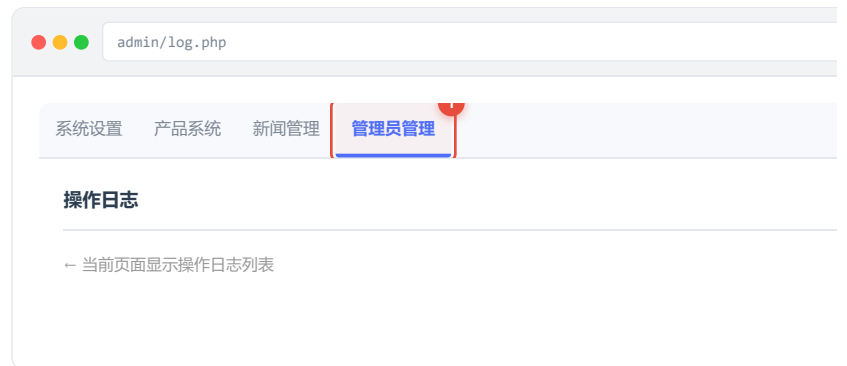 admin/log.php
系统设置 产品系统 新闻管理 管理员管理
操作日志
← 当前页面显示操作日志列表